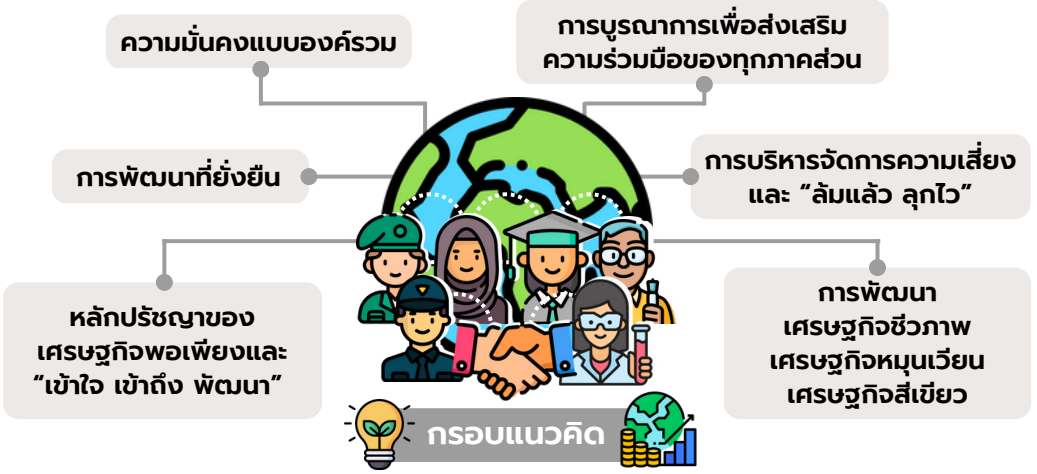 ความมั่นคงแบบองค์รวม
การบูรณาการเพื่อส่งเสริม
ความร่วมมือของทุกภาคส่วน
การพัฒนาที่ยั่งยืน
การบริหารจัดการความเสี่ยง
และ “ล้มแล้ว ลุกไว”
หลักปรัชญาของ
เศรษฐกิจพอเพียงและ
“เข้าใจ เข้าถึง พัฒนา”
การพัฒนา
เศรษฐกิจชีวภาพ
เศรษฐกิจหมุนเวียน
เศรษฐกิจสีเขียว
กรอบแนวคิด